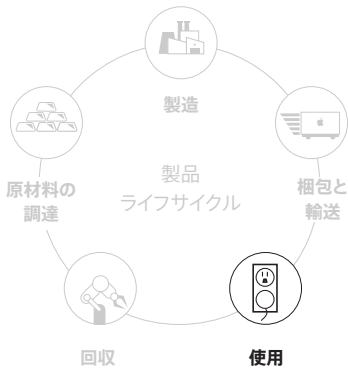 製造
原材料の
調達
製品
ライフサイクル
梱包と
輸送
回収
使用